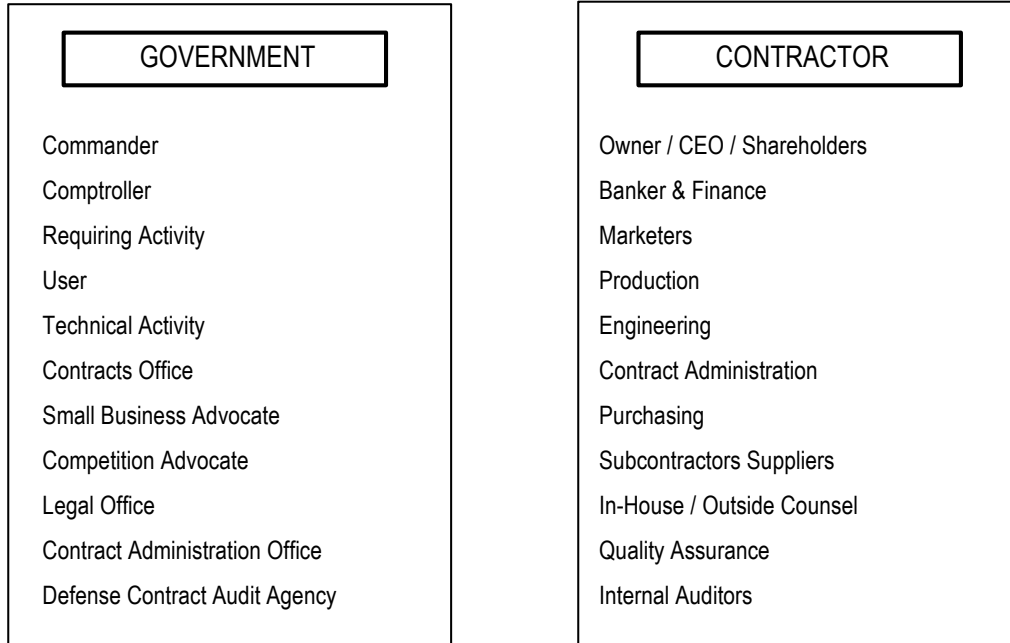 GOVERNMENT
Commander
Comptroller
Requiring Activity
User
Technical Activity
Contracts Office
Small Business Advocate
Competition Advocate
Legal Office
Contract Administration Office
Defense Contract Audit Agency
CONTRACTOR
Owner / CEO / Shareholders
Banker & Finance
Marketers
Production
Engineering
Contract Administration
Purchasing
Subcontractors Suppliers
In-House / Outside Counsel
Quality Assurance
Internal Auditors